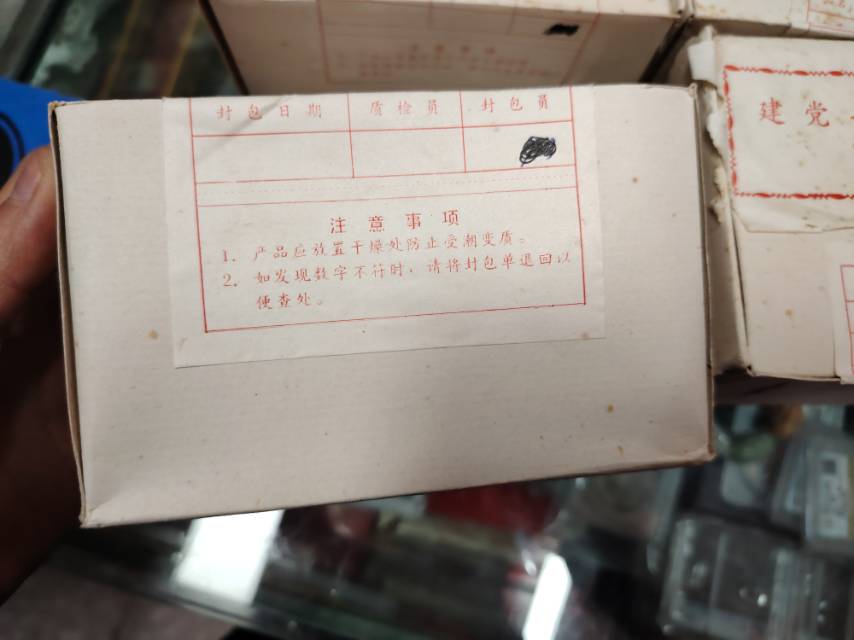 封包日期 质检员 封包员
注意事项
1. 产品应放置干燥处防止受潮变质。
2. 如发现数字不符时，请将封包单退回以
便查处。
建党